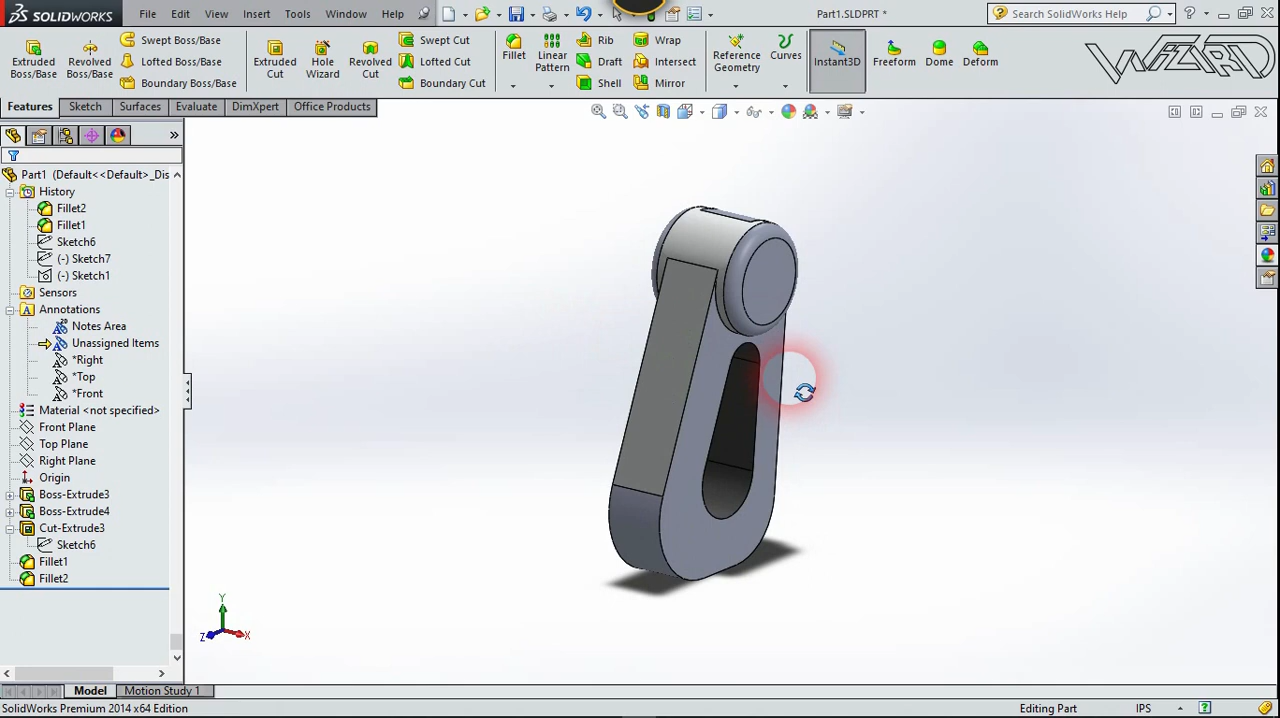 SOLIDWORKS File Edit View Insert Tools Window Help Part1.SLDPRT * Search SolidWorks Help
Extruded Boss/Base
Revolved Boss/Base
Swept Boss/Base
Lofted Boss/Base
Boundary Boss/Base
Extruded Cut
Hole Wizard
Revolved Cut
Swept Cut
Lofted Cut
Boundary Cut
Fillet
Linear Pattern
Rib
Draft
Shell
Wrap
Intersect
Mirror
Reference Geometry
Curves
Instant3D
Freeform
Dome
Deform
WIZARD
Features Sketch Surfaces Evaluate DimXpert Office Products
Part1 (Default<<Default>_Dis
History
Fillet2
Fillet1
Sketch6
(-) Sketch7
(-) Sketch1
Sensors
Annotations
Notes Area
Unassigned Items
*Right
*Top
*Front
Material <not specified>
Front Plane
Top Plane
Right Plane
Origin
Boss-Extrude3
Boss-Extrude4
Cut-Extrude3
Sketch6
Fillet1
Fillet2
Y
Z
X
Model Motion Study 1
SolidWorks Premium 2014 x64 Edition Editing Part IPS